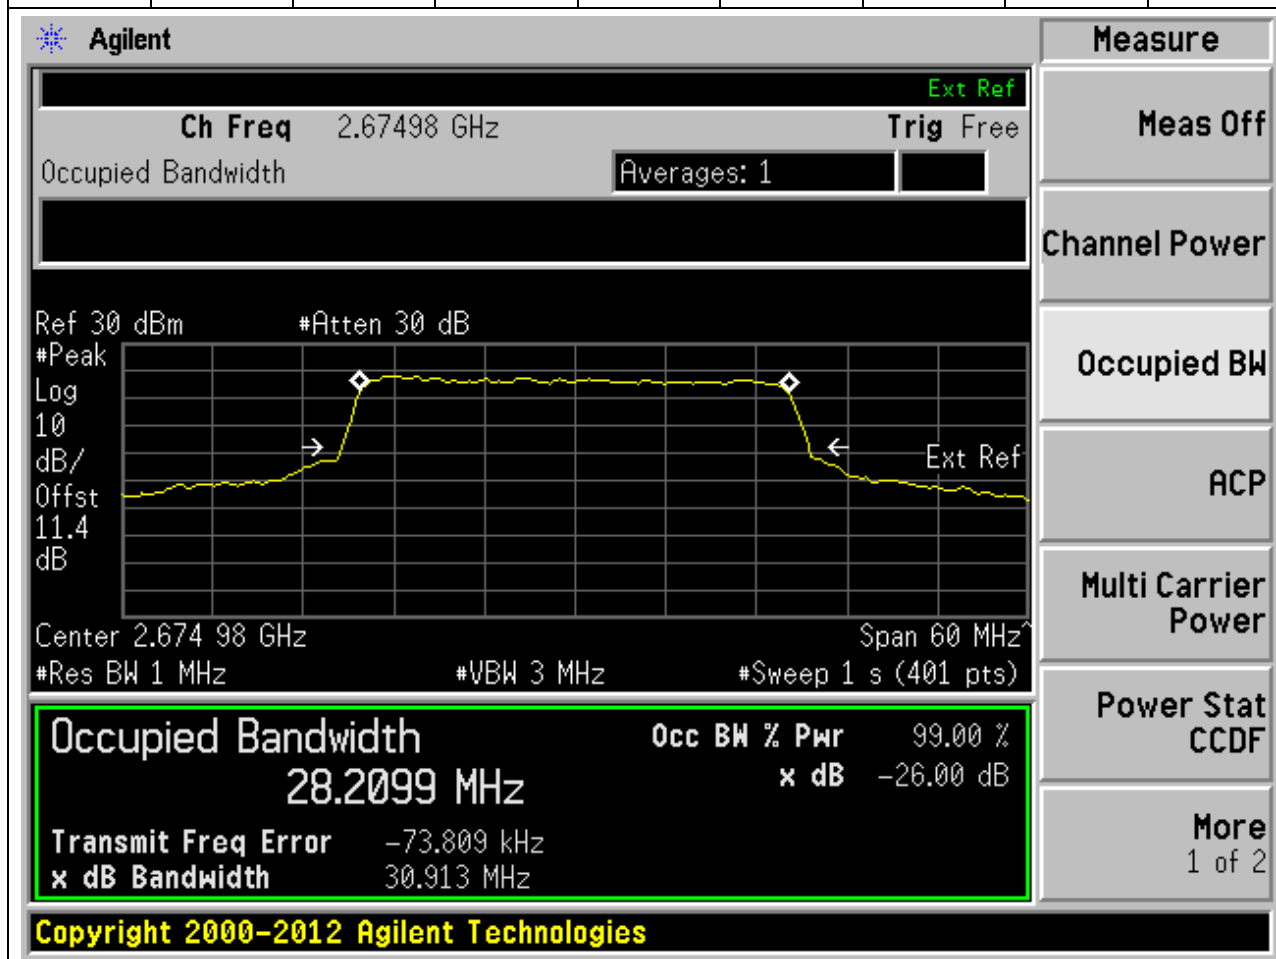 Agilent
Measure
Ext Ref
Ch Freq 2.67498 GHz Trig Free
Meas Off
Occupied Bandwidth Averages: 1
Channel Power
Ref 30 dBm #Atten 30 dB
#Peak
Log
10
dB/
Offst
11.4
dB
Ext Ref
Occupied BW
ACP
Center 2.674 98 GHz Span 60 MHz^
#Res BW 1 MHz #VBW 3 MHz #Sweep 1 s (401 pts)
Multi Carrier
Power
Occupied Bandwidth Occ BW % Pwr 99.00 %
28.2099 MHz x dB -26.00 dB
Transmit Freq Error -73.809 kHz
x dB Bandwidth 30.913 MHz
Power Stat
CCDF
More
1 of 2
Copyright 2000-2012 Agilent Technologies